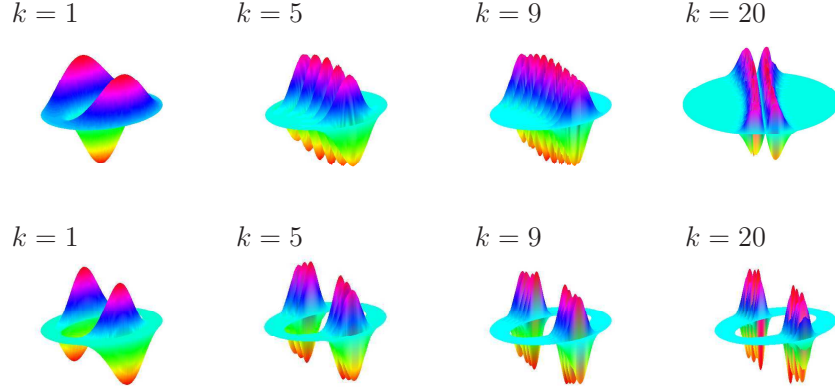 k = 1 k = 5 k = 9 k = 20
k = 1 k = 5 k = 9 k = 20